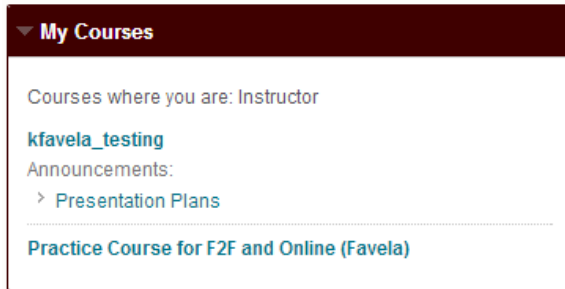 My Courses
Courses where you are: Instructor
kfavela_testing
Announcements:
Presentation Plans
Practice Course for F2F and Online (Favela)